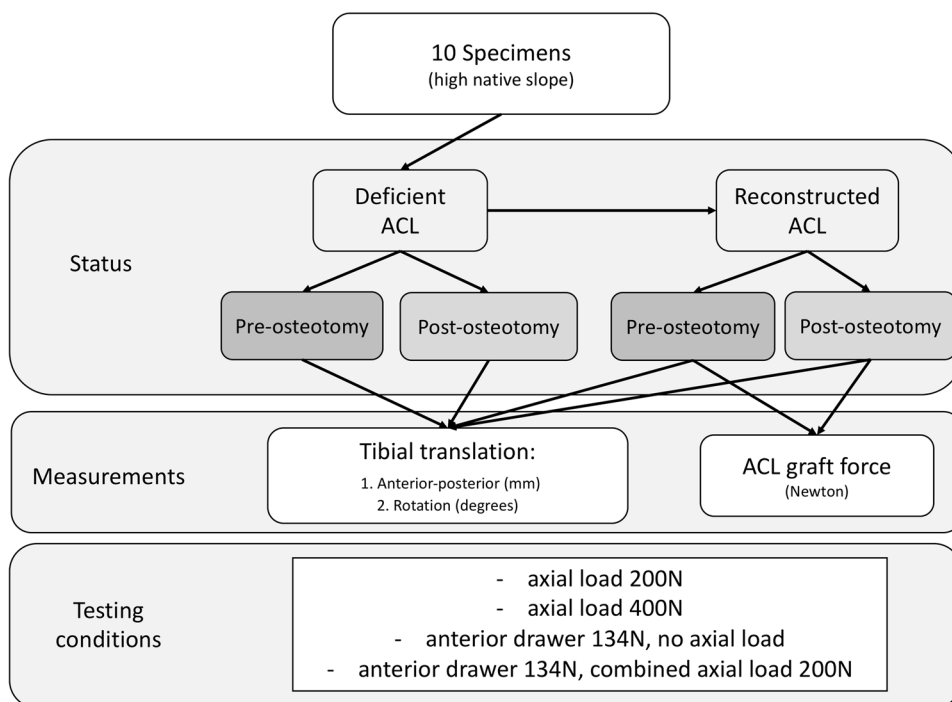 10 Specimens
(high native slope)
Status
Deficient
ACL
Reconstructed
ACL
Pre-osteotomy
Post-osteotomy
Pre-osteotomy
Post-osteotomy
Measurements
Tibial translation:
1. Anterior-posterior (mm)
2. Rotation (degrees)
ACL graft force
(Newton)
Testing
conditions
- axial load 200N
- axial load 400N
- anterior drawer 134N, no axial load
- anterior drawer 134N, combined axial load 200N